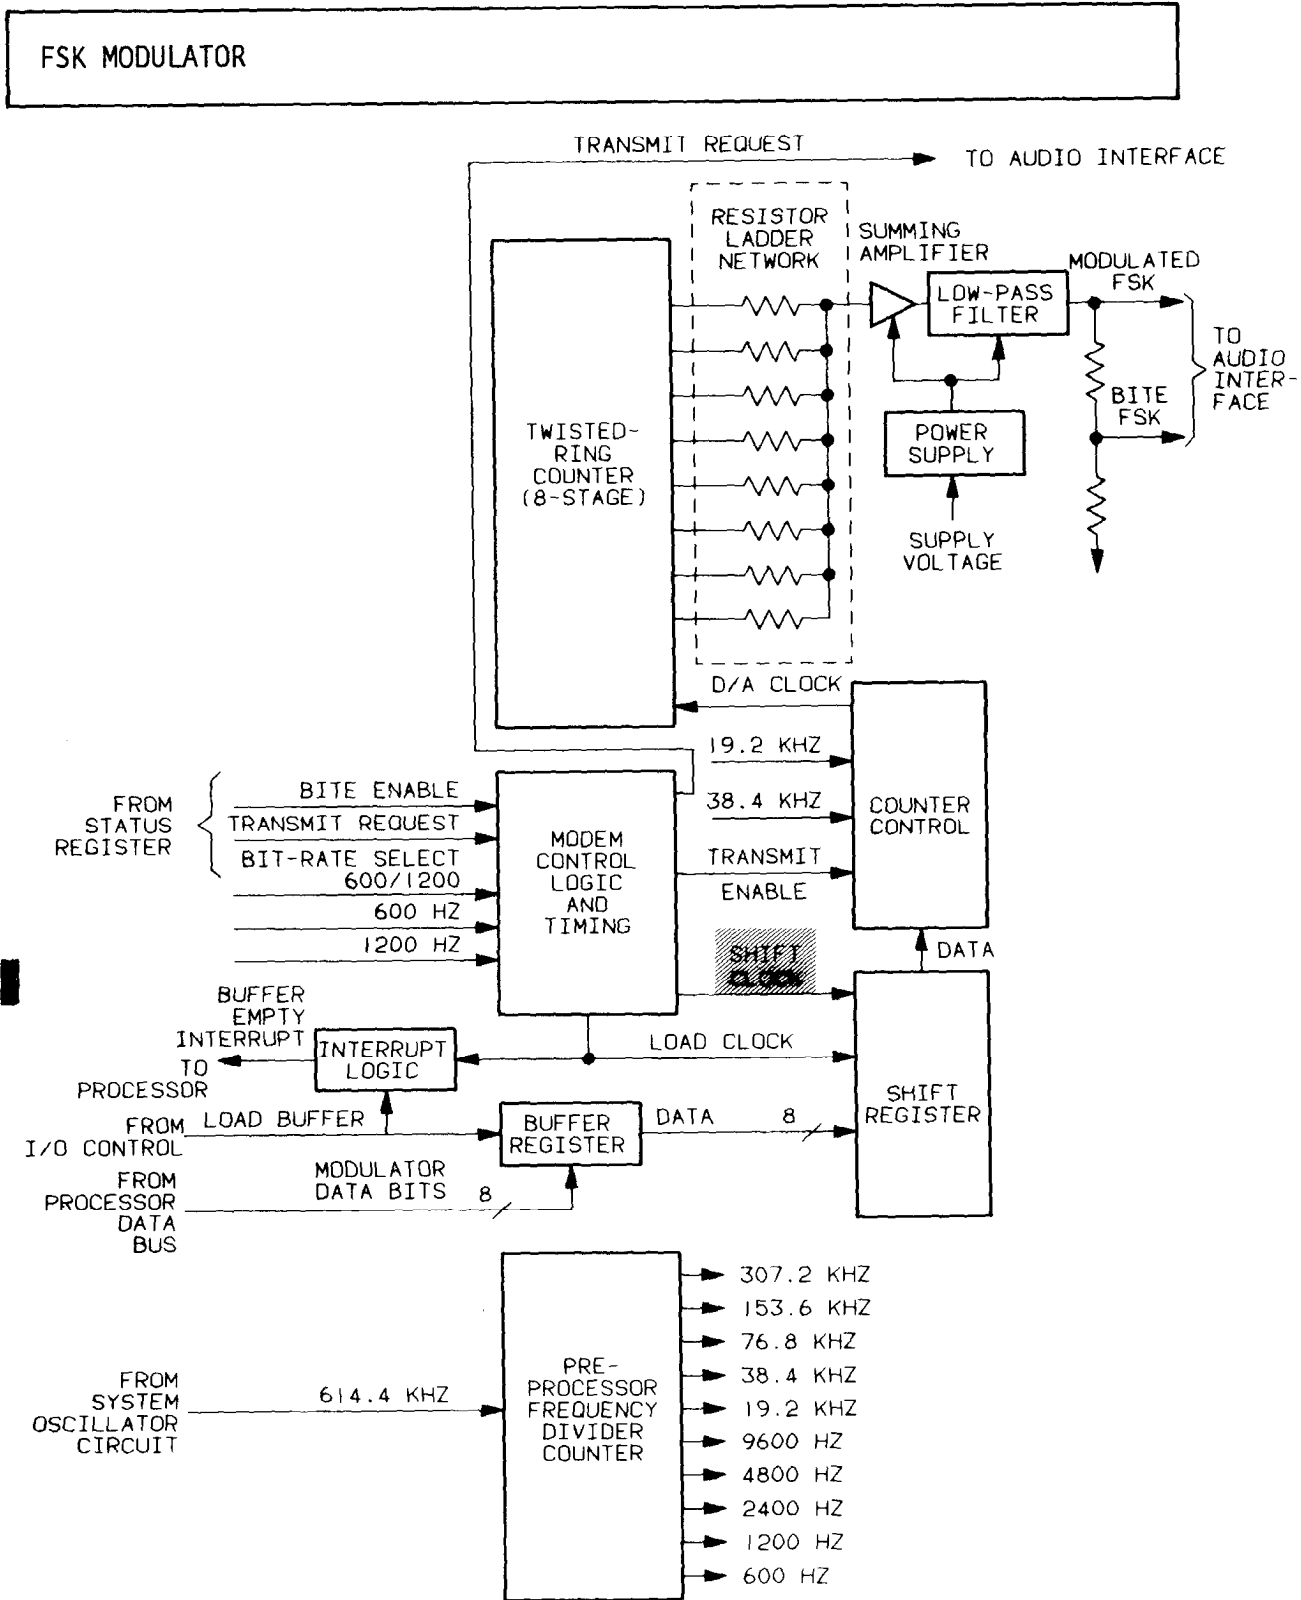 FSK MODULATOR
TRANSMIT REQUEST
TO AUDIO INTERFACE
RESISTOR
LADDER
NETWORK
SUMMING
AMPLIFIER
LOW-PASS
FILTER
MODULATED
FSK
TO
AUDIO
INTER-
FACE
BITE
FSK
POWER
SUPPLY
SUPPLY
VOLTAGE
TWISTED-
RING
COUNTER
(8-STAGE)
D/A CLOCK
19.2 KHZ
38.4 KHZ
COUNTER
CONTROL
TRANSMIT
ENABLE
FROM
STATUS
REGISTER
BITE ENABLE
TRANSMIT REQUEST
BIT-RATE SELECT
600/1200
600 HZ
1200 HZ
MODEM
CONTROL
LOGIC
AND
TIMING
SHIFT
CLOCK
DATA
BUFFER
EMPTY
INTERRUPT
TO
PROCESSOR
INTERRUPT
LOGIC
LOAD CLOCK
SHIFT
REGISTER
FROM
I/O CONTROL
LOAD BUFFER
BUFFER
REGISTER
DATA 8
FROM
PROCESSOR
DATA
BUS
MODULATOR
DATA BITS 8
FROM
SYSTEM
OSCILLATOR
CIRCUIT
614.4 KHZ
PRE-
PROCESSOR
FREQUENCY
DIVIDER
COUNTER
307.2 KHZ
153.6 KHZ
76.8 KHZ
38.4 KHZ
19.2 KHZ
9600 HZ
4800 HZ
2400 HZ
1200 HZ
600 HZ